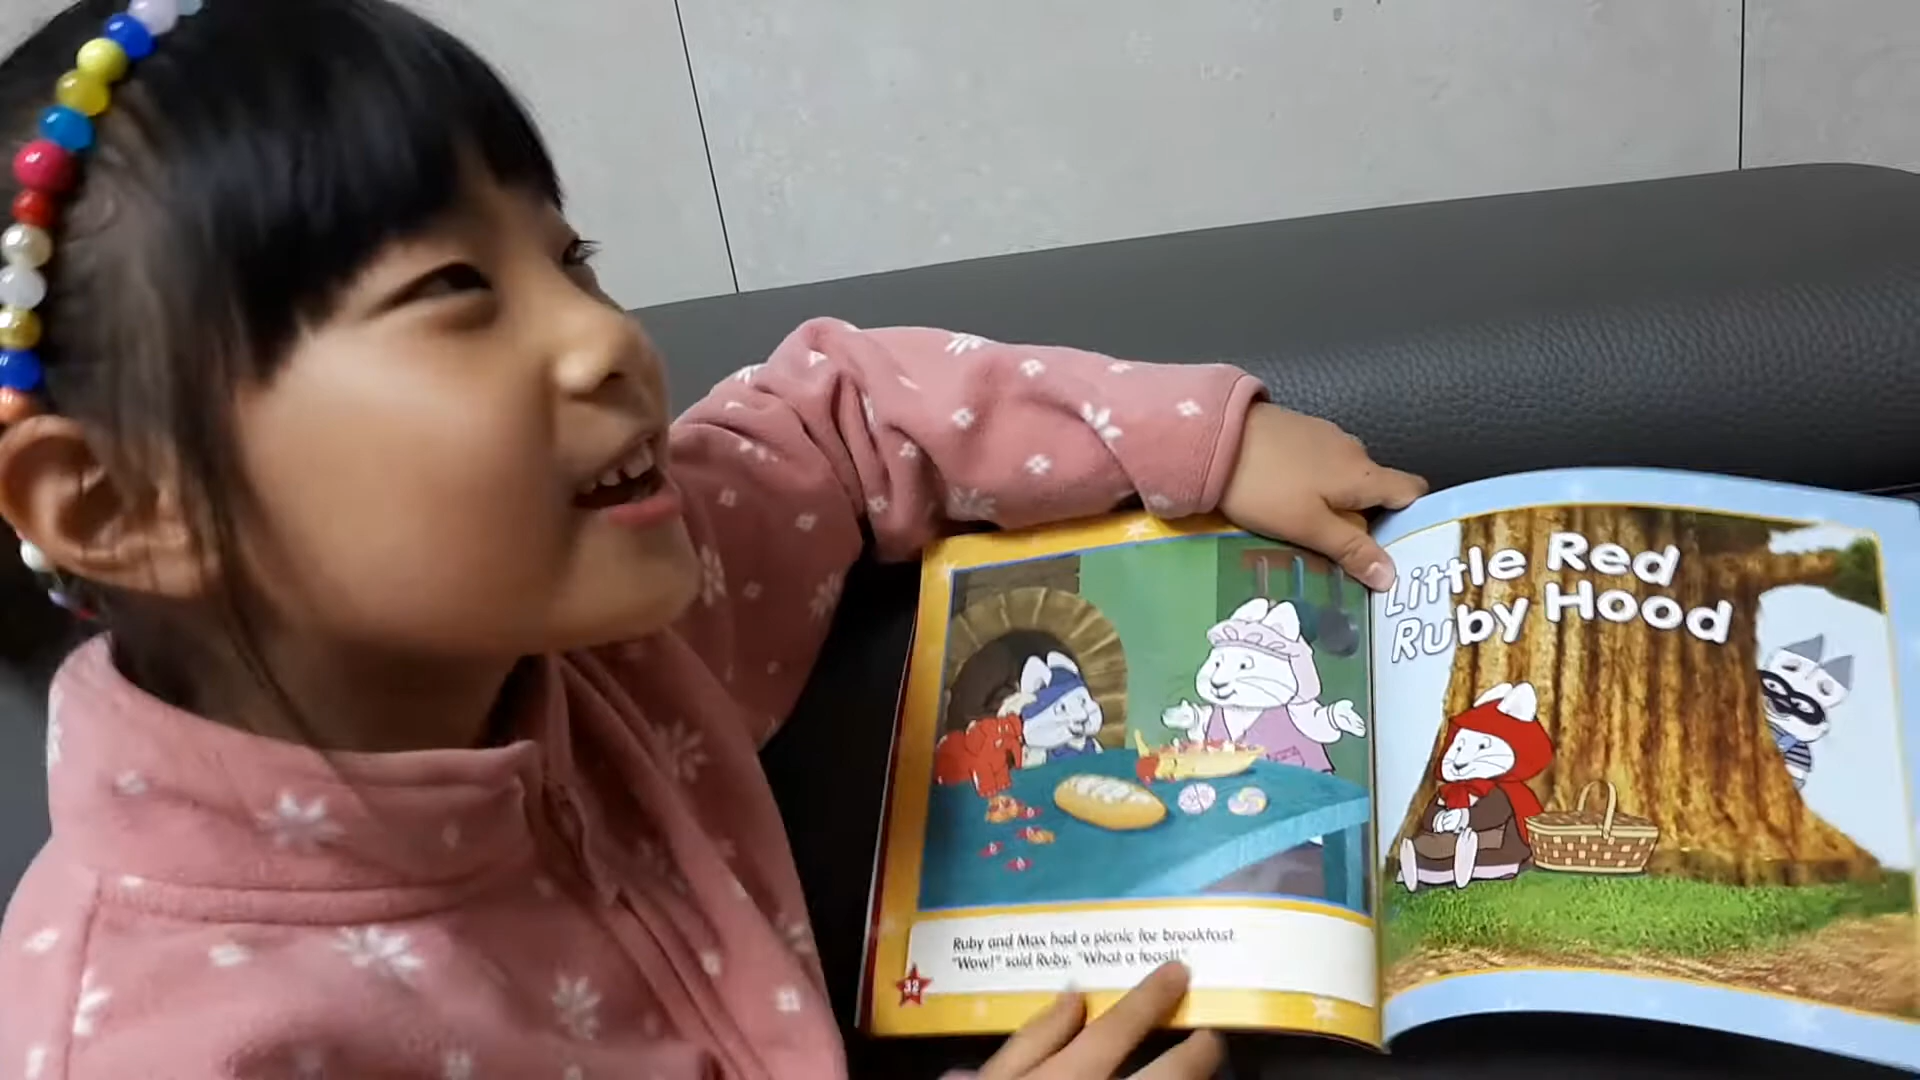 Ruby and Max had a picnic for breakfast.
"Wow!" said Ruby. "What a feast!"
32
Little Red
Ruby Hood